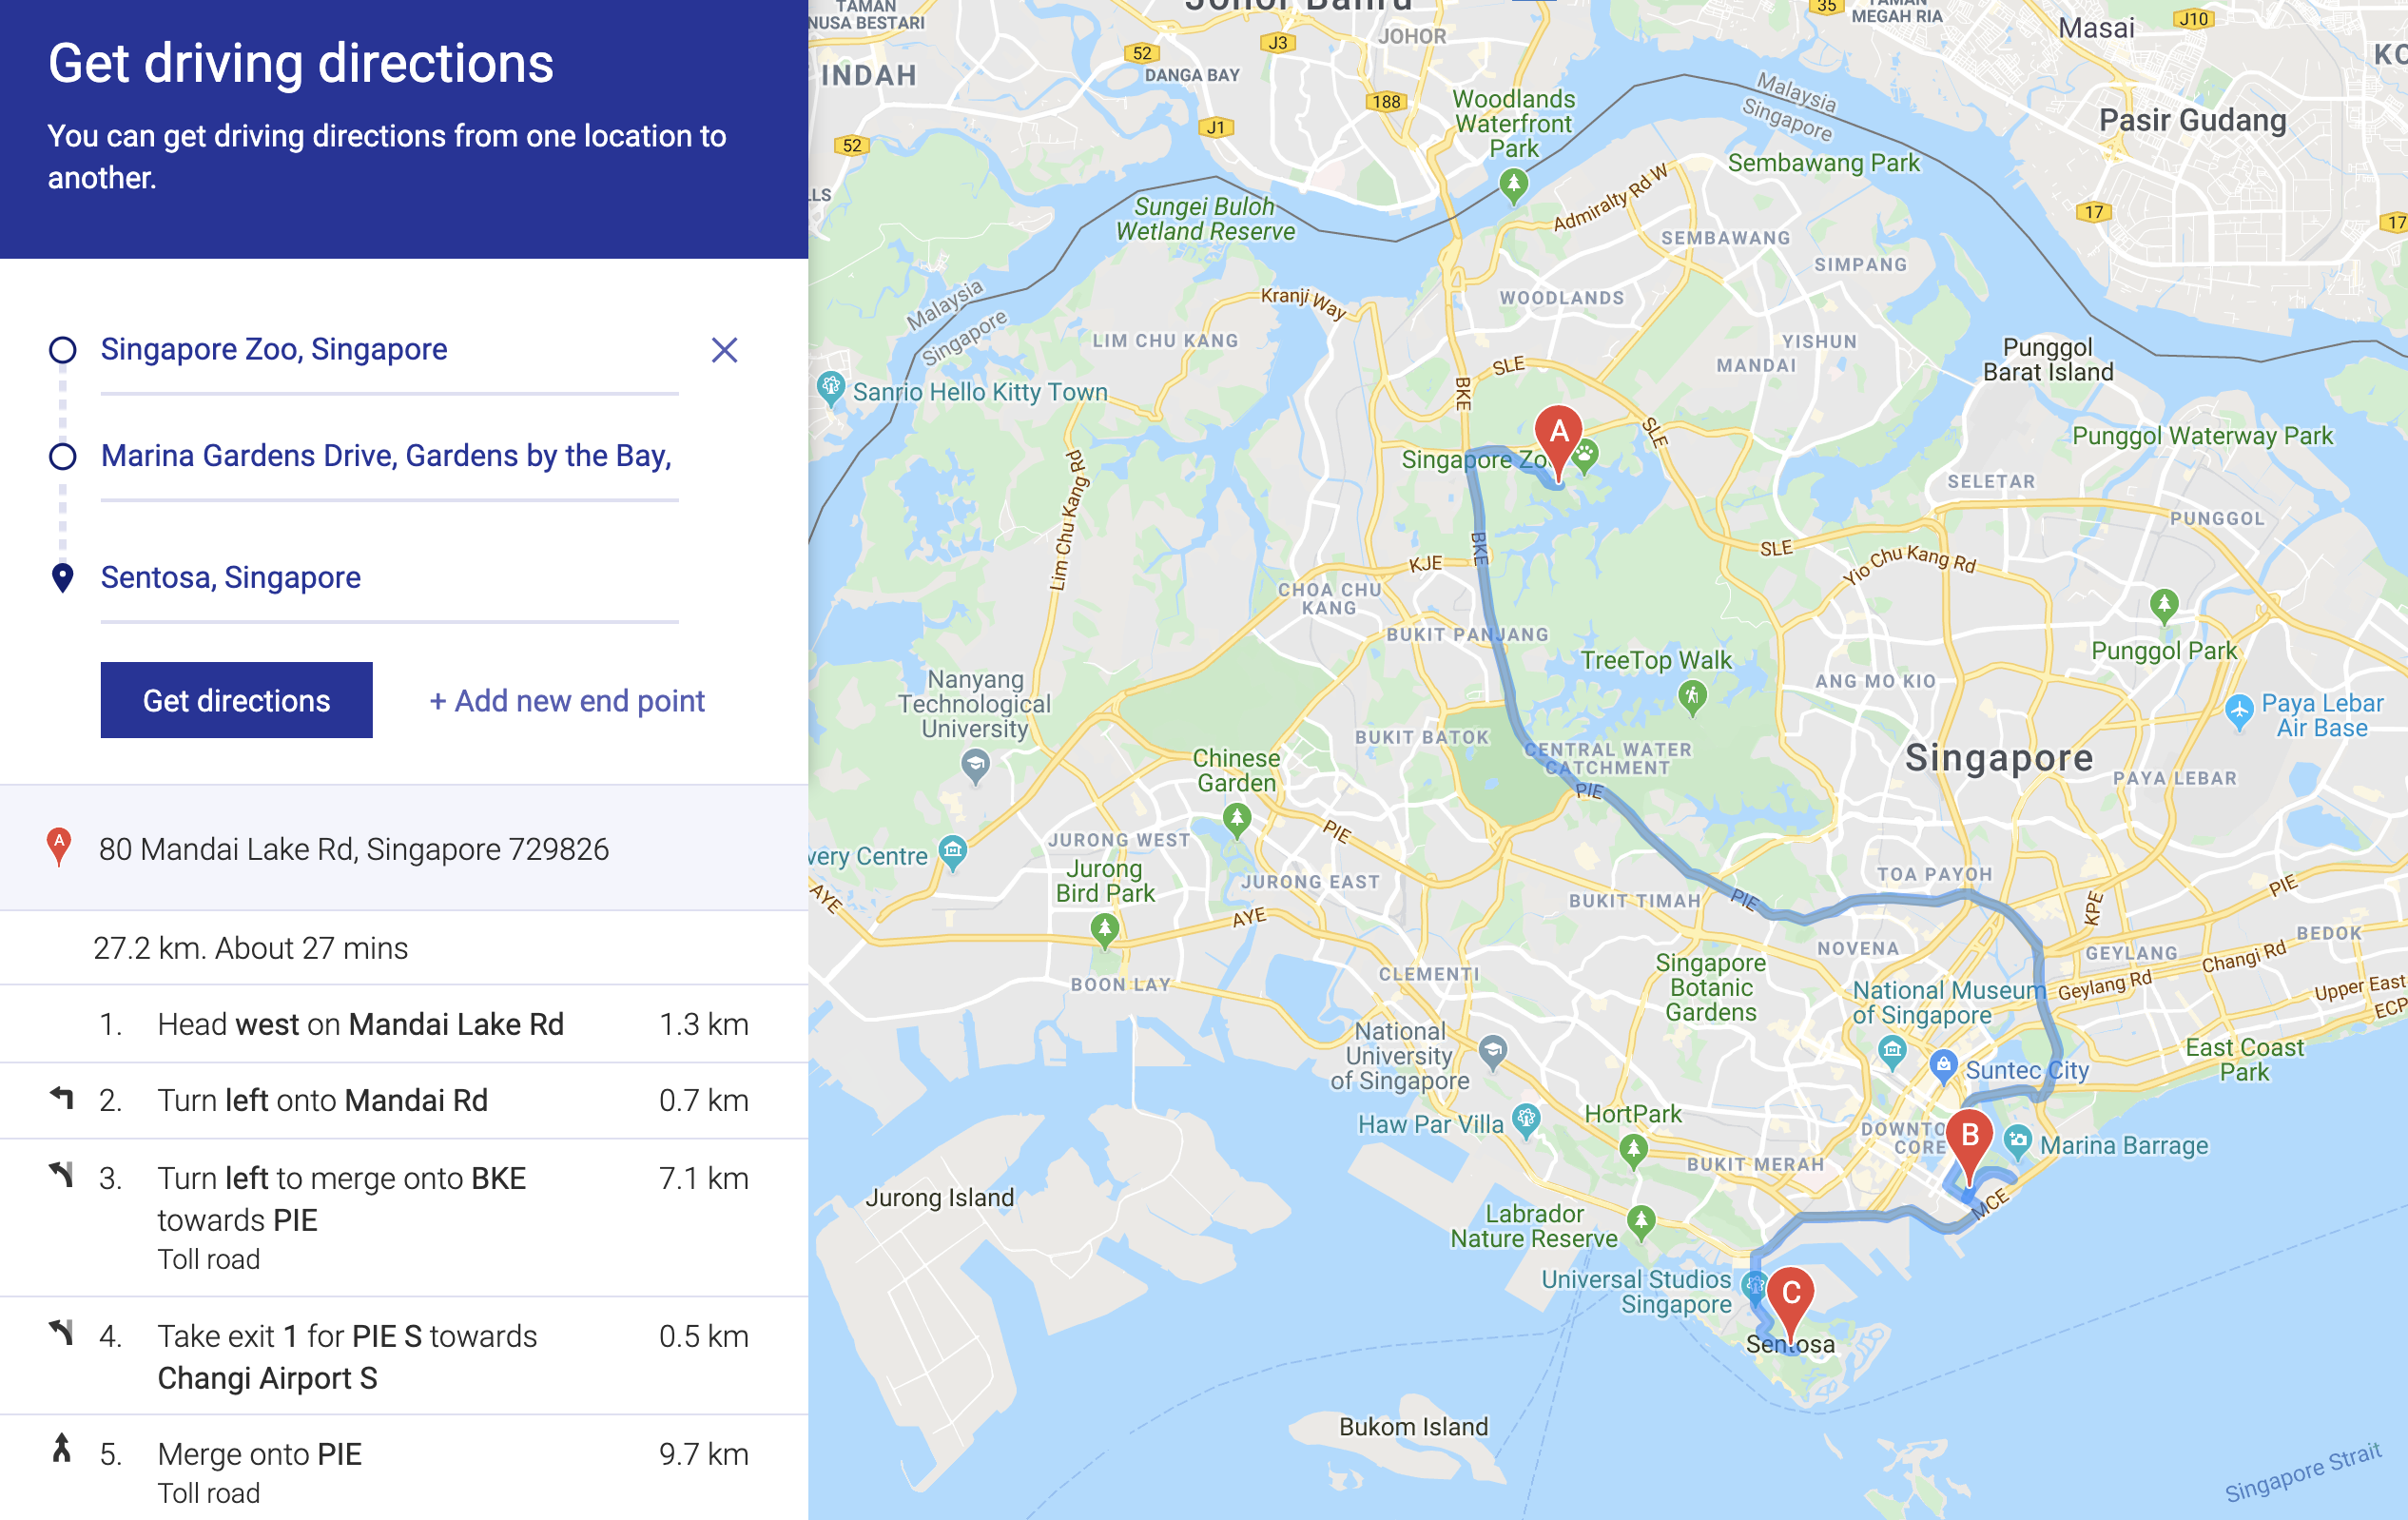 Get driving directions
You can get driving directions from one location to
another.
Singapore Zoo, Singapore
Marina Gardens Drive, Gardens by the Bay,
Sentosa, Singapore
Get directions
+ Add new end point
A
80 Mandai Lake Rd, Singapore 729826
27.2 km. About 27 mins
1. Head west on Mandai Lake Rd 1.3 km
2. Turn left onto Mandai Rd 0.7 km
3. Turn left to merge onto BKE 7.1 km
towards PIE
Toll road
4. Take exit 1 for PIE S towards 0.5 km
Changi Airport S
5. Merge onto PIE 9.7 km
Toll road
TAMAN
NUSA BESTARI
INDAH
52
J3
JOHOR
DANGA BAY
188
J1
52
35
MEGAH RIA
Masai
J10
Pasir Gudang
17
17
Woodlands
Waterfront
Park
Malaysia
Singapore
Sembawang Park
Admiralty Rd W
Sungei Buloh
Wetland Reserve
SEMBAWANG
SIMPANG
Malaysia
Singapore
Kranji Way
WOODLANDS
LIM CHU KANG
YISHUN
MANDAI
Punggol
Barat Island
SLE
BKE
Sanrio Hello Kitty Town
A
SLE
Singapore Zoo
Punggol Waterway Park
SELETAR
PUNGGOL
Lim Chu Kang Rd
BKE
KJE
SLE
Yio Chu Kang Rd
CHOA CHU
KANG
BUKIT PANJANG
TreeTop Walk
Punggol Park
Nanyang
Technological
University
ANG MO KIO
Paya Lebar
Air Base
BUKIT BATOK
CENTRAL WATER
CATCHMENT
Singapore
PAYA LEBAR
Chinese
Garden
PIE
PIE
JURONG WEST
very Centre
Jurong
Bird Park
JURONG EAST
TOA PAYOH
BUKIT TIMAH
PIE
PIE
KPE
AYE
AYE
BEDOK
NOVENA
GEYLANG
Changi Rd
Geylang Rd
Upper East
ECP
BOON LAY
CLEMENTI
Singapore
Botanic
Gardens
National Museum
of Singapore
National
University
of Singapore
Suntec City
East Coast
Park
Haw Par Villa
HortPark
DOWNTO
CORE
B
Marina Barrage
BUKIT MERAH
Jurong Island
MCE
Labrador
Nature Reserve
Universal Studios
Singapore
C
Sentosa
Bukom Island
Singapore Strait